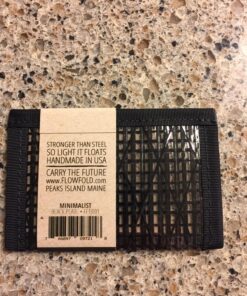 STRONGER THAN STEEL
SO LIGHT IT FLOATS
HANDMADE IN USA
CARRY THE FUTURE
WWW.FLOWFOLD.COM
PEAKS ISLAND MAINE
MINIMALIST